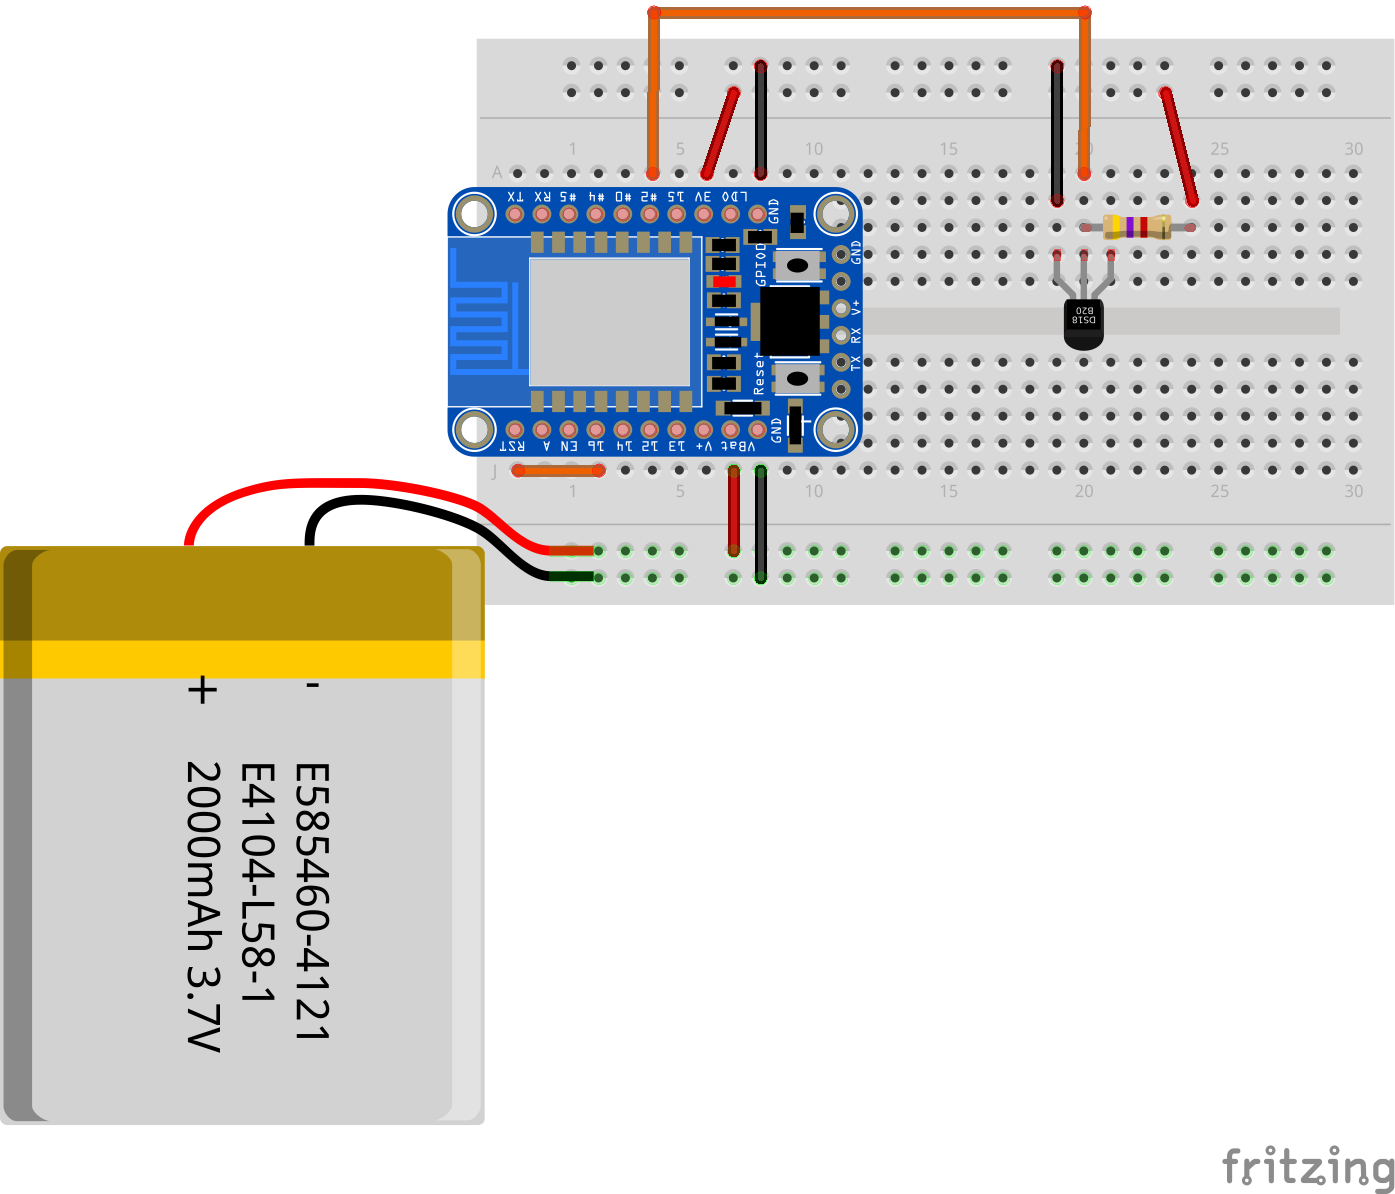 1 5 10 15 20 25 30
A
TX RX #5 #4 #0 #2 15 3V LDO GND
GPIO0
GND
V+
RX
TX
Reset
DS18
B20
RST A EN 16 14 12 13 V+ VBat GND
J
1 5 10 15 20 25 30
+ -
E585460-4121
E4104-L58-1
2000mAh 3.7V
fritzing